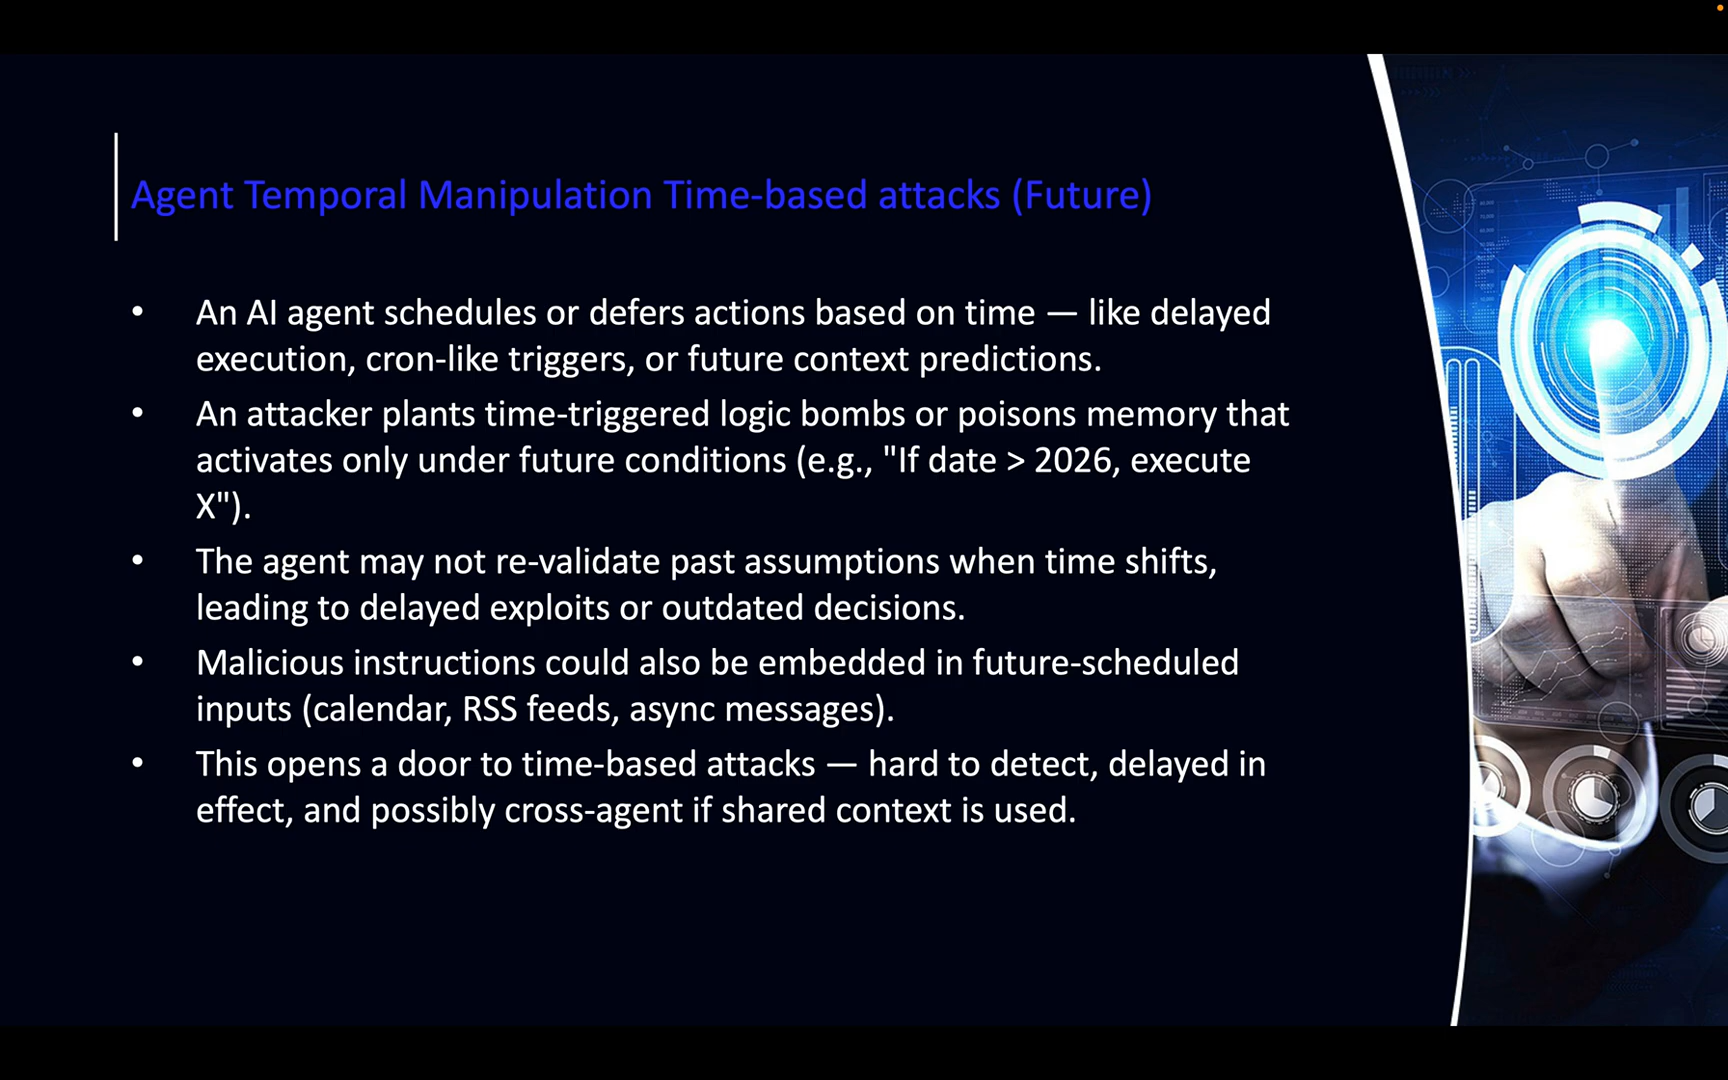 Agent Temporal Manipulation Time-based attacks (Future)
• An AI agent schedules or defers actions based on time — like delayed
execution, cron-like triggers, or future context predictions.
• An attacker plants time-triggered logic bombs or poisons memory that
activates only under future conditions (e.g., "If date > 2026, execute
X").
• The agent may not re-validate past assumptions when time shifts,
leading to delayed exploits or outdated decisions.
• Malicious instructions could also be embedded in future-scheduled
inputs (calendar, RSS feeds, async messages).
• This opens a door to time-based attacks — hard to detect, delayed in
effect, and possibly cross-agent if shared context is used.